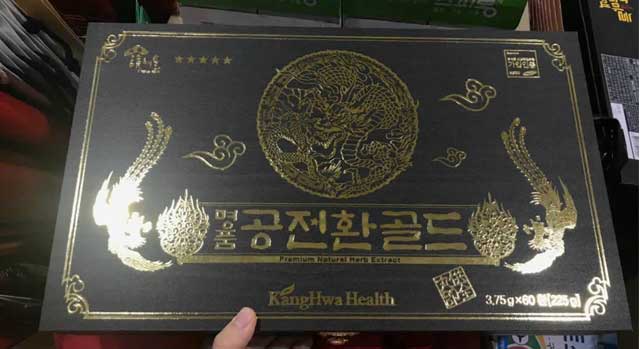 명품
공전환골드
Premium Natural Herb Extract
KangHwa Health
3.75g×60환(225g)